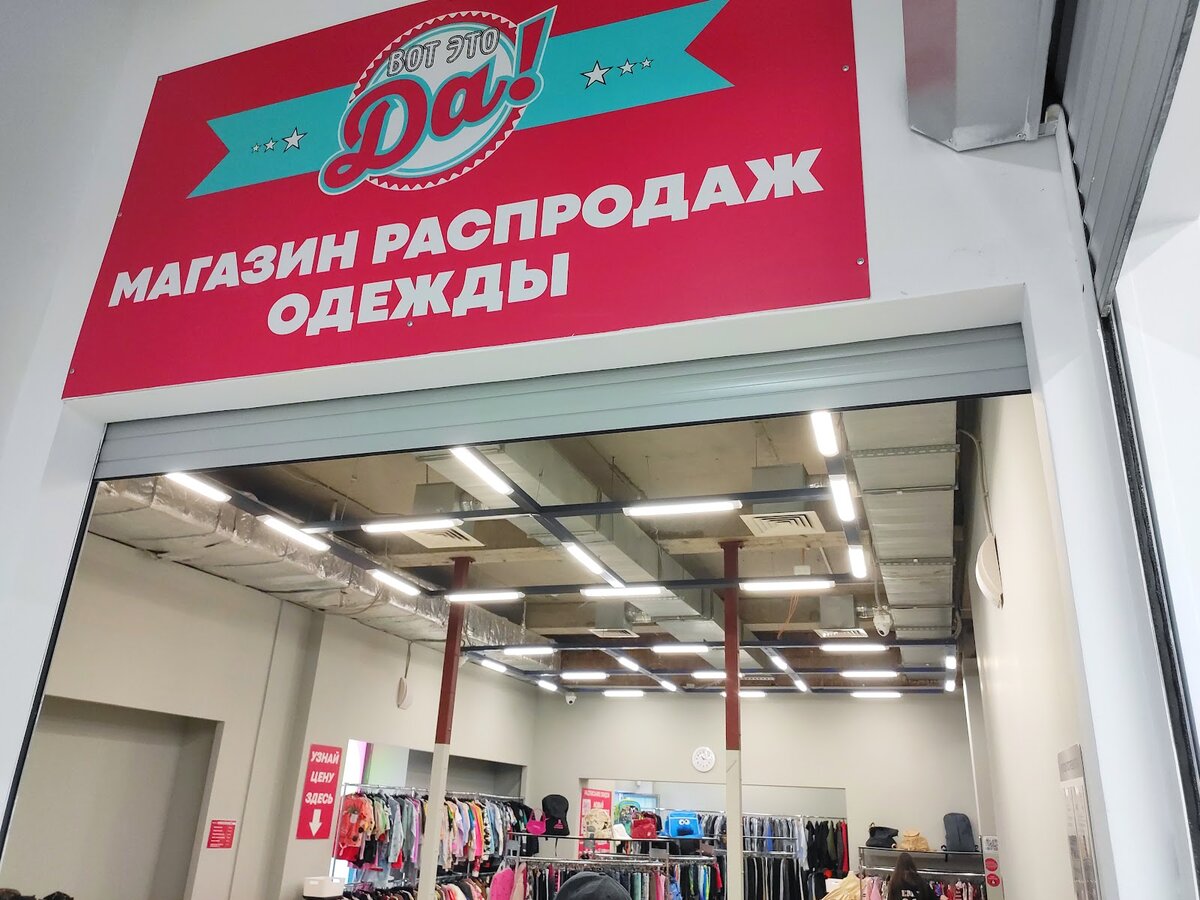 ВОТ ЭТО
Да!
МАГАЗИН РАСПРОДАЖ
ОДЕЖДЫ
УЗНАЙ
ЦЕНУ
ЗДЕСЬ